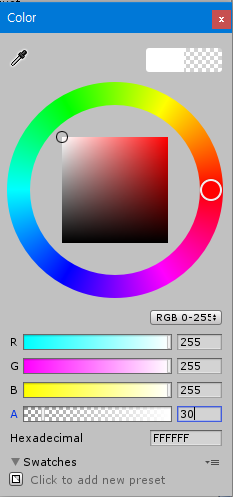 Color x
RGB 0-255
R 255
G 255
B 255
A 30
Hexadecimal FFFFFF
Swatches
Click to add new preset